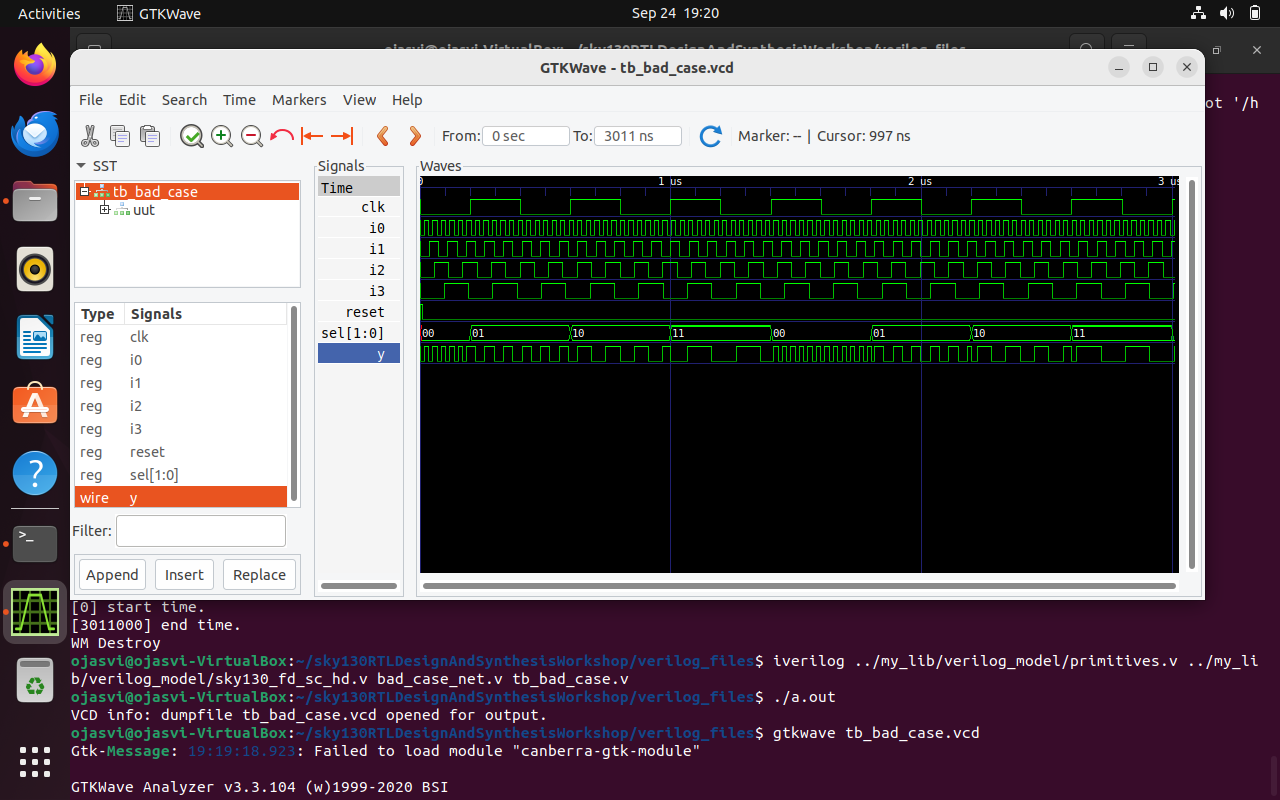 Activities GTKWave Sep 24 19:20
ojasvi@ojasvi-VirtualBox: ~/sky130RTLDesignAndSynthesisWorkshop/verilog_files
GTKWave - tb_bad_case.vcd
ot '/h
File Edit Search Time Markers View Help
From: 0 sec To: 3011 ns Marker: -- | Cursor: 997 ns
SST
tb_bad_case
uut
Type Signals
reg clk
reg i0
reg i1
reg i2
reg i3
reg reset
reg sel[1:0]
wire y
Filter:
Append Insert Replace
Signals
Time
clk
i0
i1
i2
i3
reset
sel[1:0]
y
Waves
0 1 us 2 us 3 us
00 01 10 11 00 01 10 11
[0] start time.
[3011000] end time.
WM Destroy
ojasvi@ojasvi-VirtualBox:~/sky130RTLDesignAndSynthesisWorkshop/verilog_files$ iverilog ../my_lib/verilog_model/primitives.v ../my_li
b/verilog_model/sky130_fd_sc_hd.v bad_case_net.v tb_bad_case.v
ojasvi@ojasvi-VirtualBox:~/sky130RTLDesignAndSynthesisWorkshop/verilog_files$ ./a.out
VCD info: dumpfile tb_bad_case.vcd opened for output.
ojasvi@ojasvi-VirtualBox:~/sky130RTLDesignAndSynthesisWorkshop/verilog_files$ gtkwave tb_bad_case.vcd
Gtk-Message: 19:19:18.923: Failed to load module "canberra-gtk-module"
GTKWave Analyzer v3.3.104 (w)1999-2020 BSI